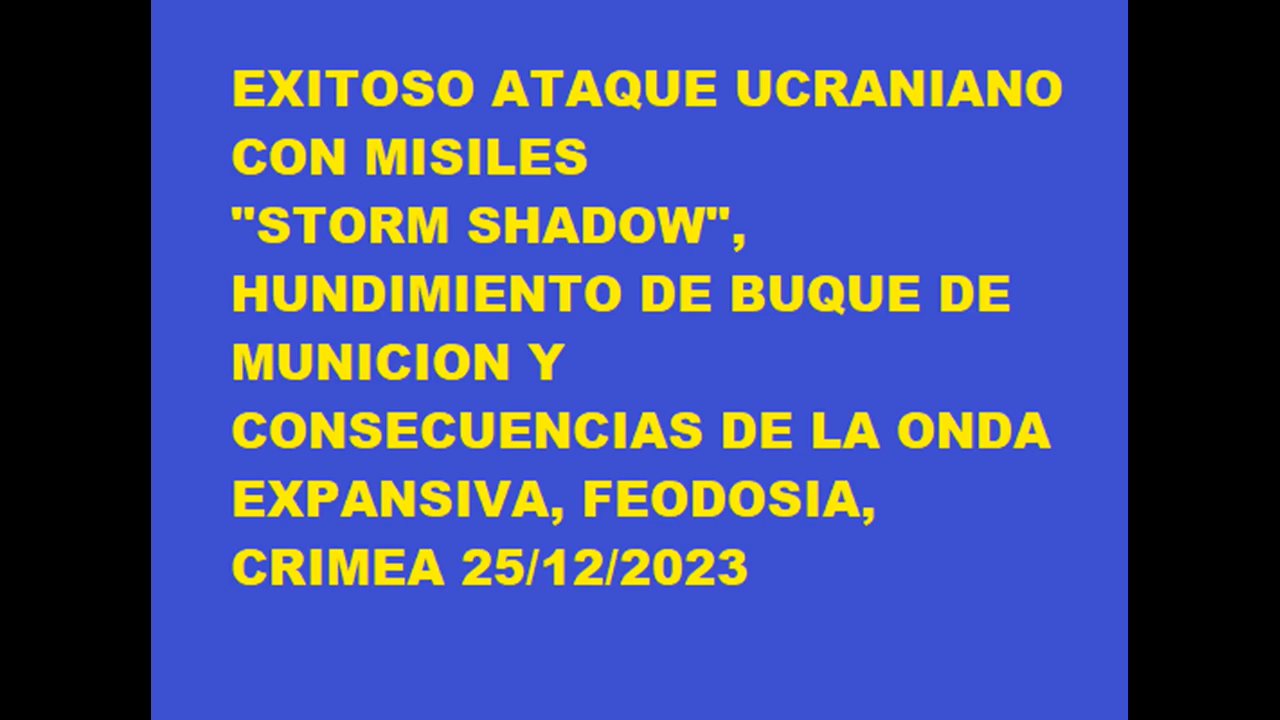 EXITOSO ATAQUE UCRANIANO
CON MISILES
"STORM SHADOW",
HUNDIMIENTO DE BUQUE DE
MUNICION Y
CONSECUENCIAS DE LA ONDA
EXPANSIVA, FEODOSIA,
CRIMEA 25/12/2023